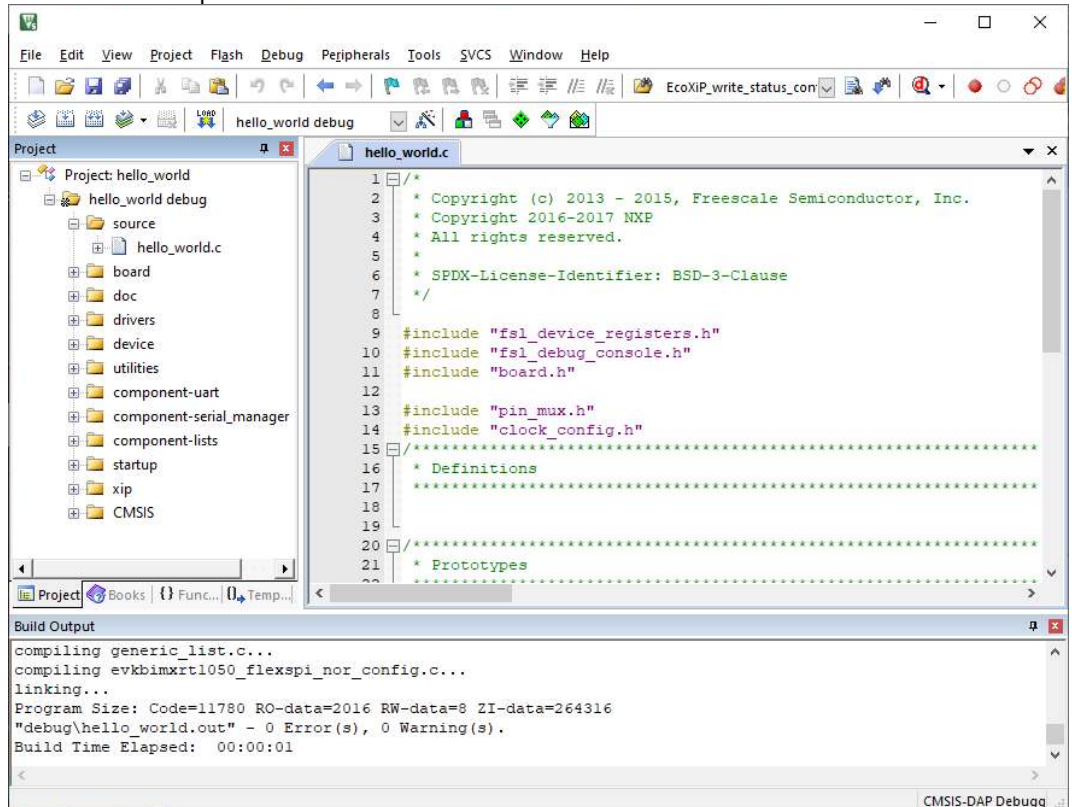 File Edit View Project Flash Debug Peripherals Tools SVCS Window Help
EcoXiP_write_status_con
LOAD hello_world debug
Project
hello_world.c
Project: hello_world
hello_world debug
source
hello_world.c
board
doc
drivers
device
utilities
component-uart
component-serial_manager
component-lists
startup
xip
CMSIS
Project Books {} Func... Temp...
1 /*
2 * Copyright (c) 2013 - 2015, Freescale Semiconductor, Inc.
3 * Copyright 2016-2017 NXP
4 * All rights reserved.
5 *
6 * SPDX-License-Identifier: BSD-3-Clause
7 */
8
9 #include "fsl_device_registers.h"
10 #include "fsl_debug_console.h"
11 #include "board.h"
12
13 #include "pin_mux.h"
14 #include "clock_config.h"
15 /*******************************************************************
16 * Definitions
17 *******************************************************************
18
19
20 /*******************************************************************
21 * Prototypes
Build Output
compiling generic_list.c...
compiling evkbimxrt1050_flexspi_nor_config.c...
linking...
Program Size: Code=11780 RO-data=2016 RW-data=8 ZI-data=264316
"debug\hello_world.out" - 0 Error(s), 0 Warning(s).
Build Time Elapsed: 00:00:01
CMSIS-DAP Debugg